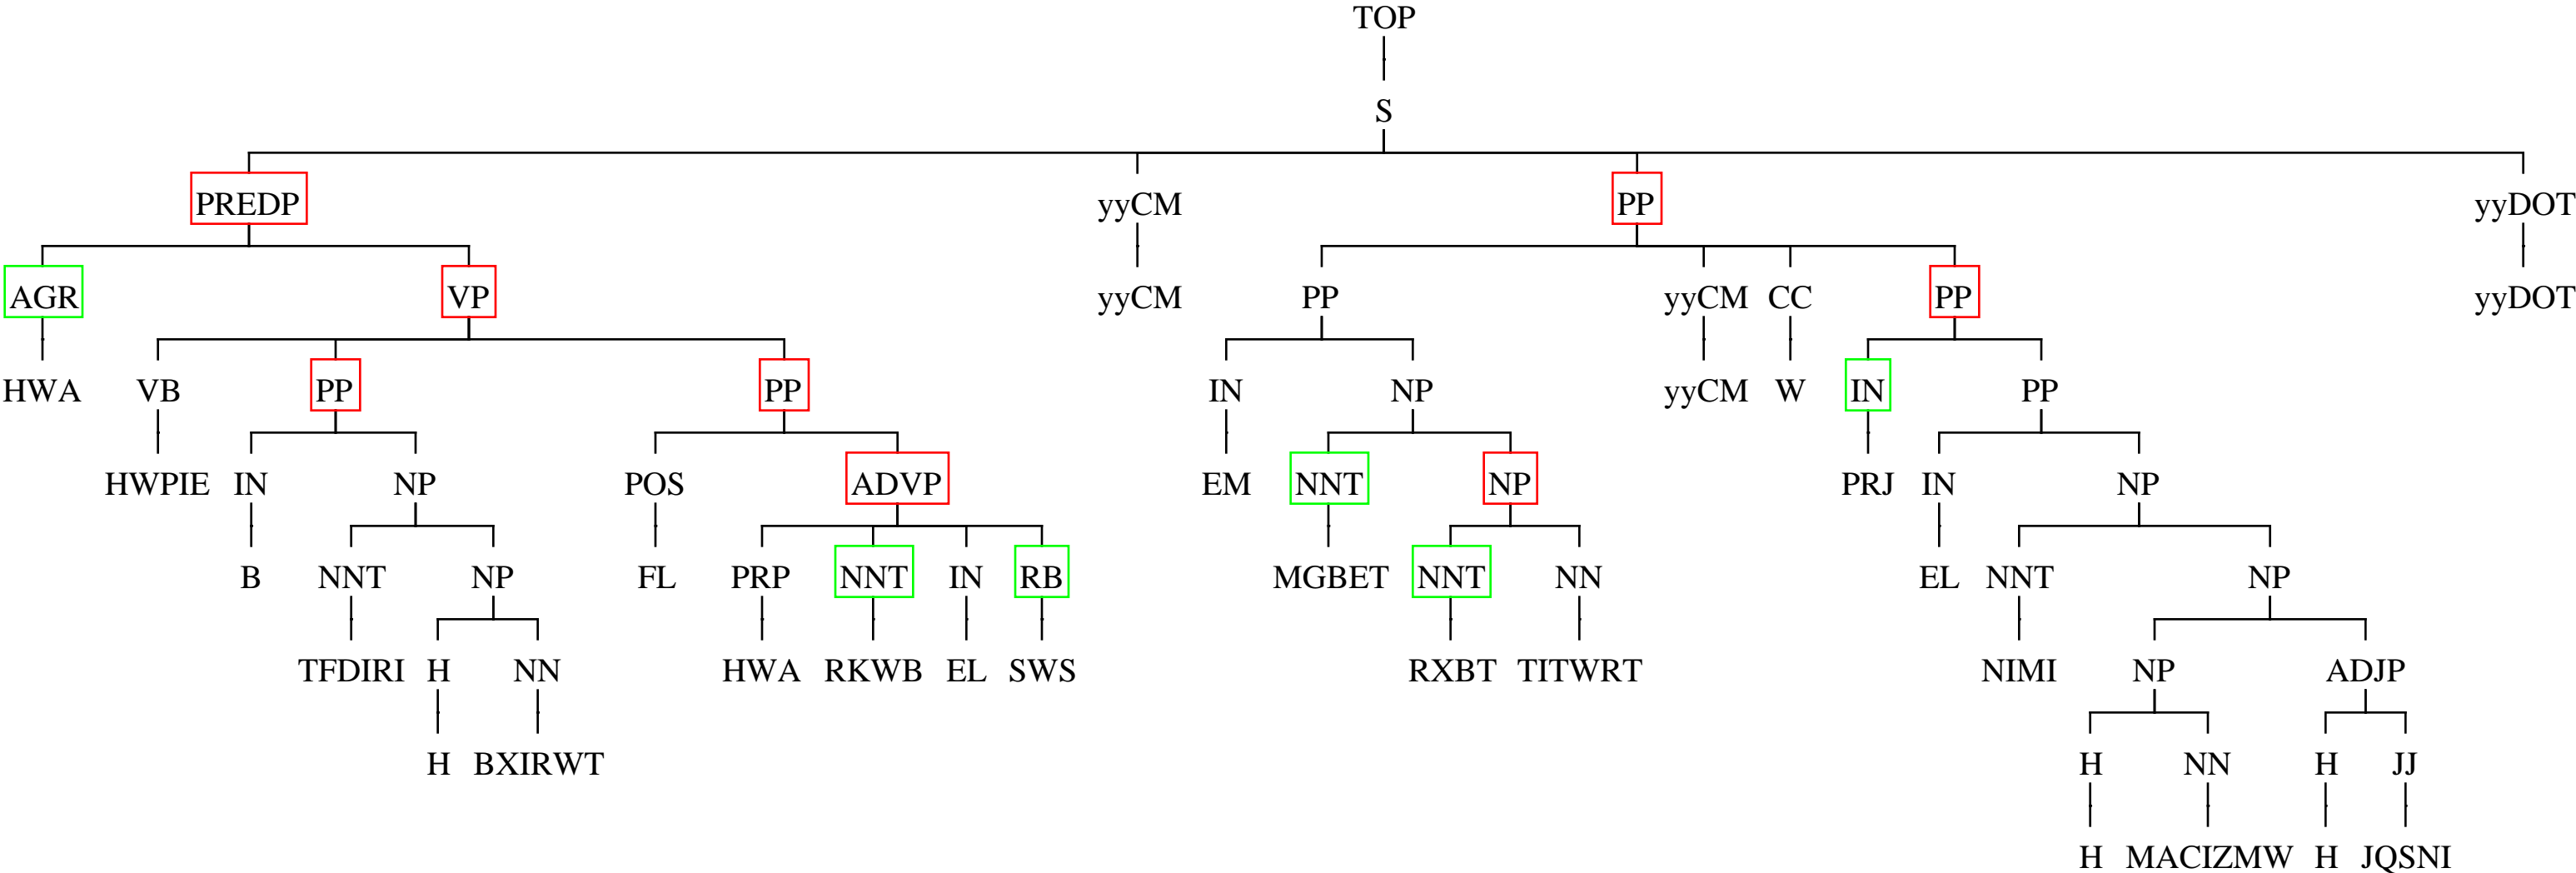 TOP
S
PREDP yyCM PP yyDOT
AGR VP yyCM PP yyCM CC PP yyDOT
HWA VB PP PP IN NP yyCM W IN PP
HWPIE IN NP POS ADVP EM NNT NP PRJ IN NP
B NNT NP FL PRP NNT IN RB MGBET NNT NN EL NNT NP
TFDIRI H NN HWA RKWB EL SWS RXBT TITWRT NIMI NP ADJP
H BXIRWT H NN H JJ
H MACIZMW H JQSNI